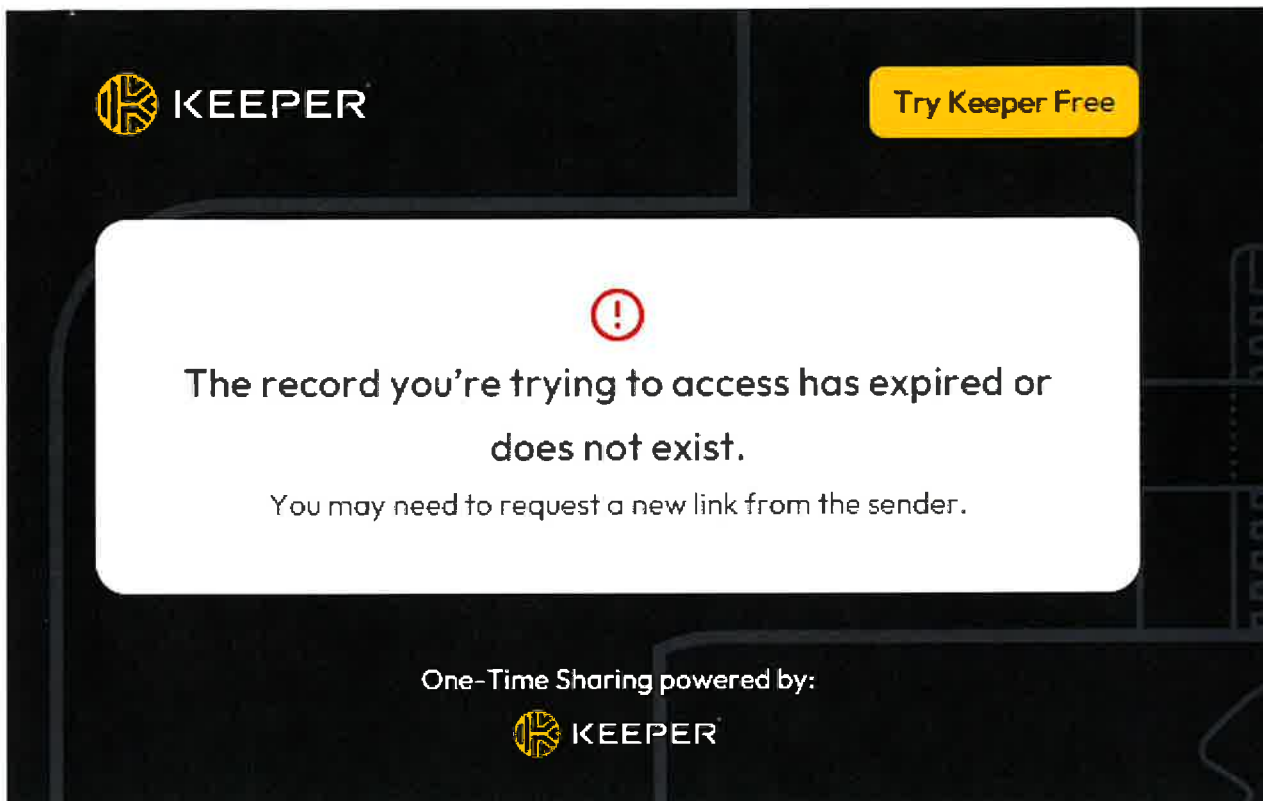 KEEPER
Try Keeper Free
The record you're trying to access has expired or
does not exist.
You may need to request a new link from the sender.
One-Time Sharing powered by:
KEEPER